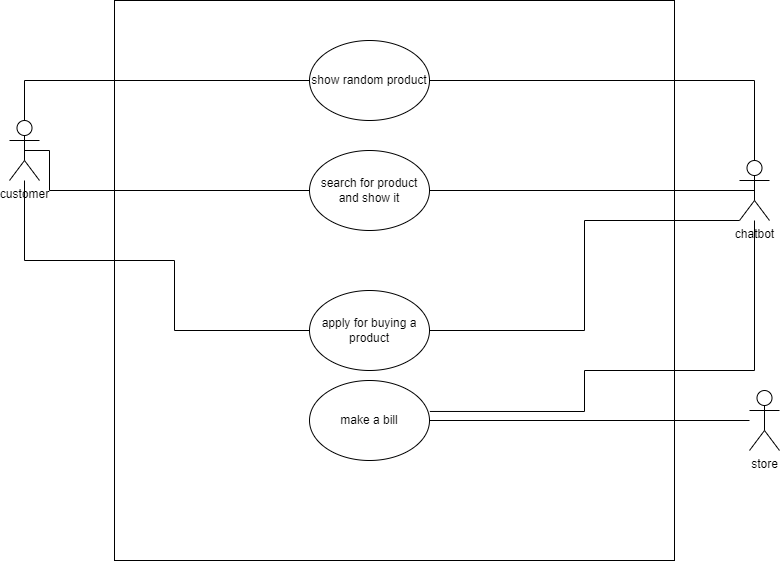 show random product
customer
search for product
and show it
chatbot
apply for buying a
product
make a bill
store